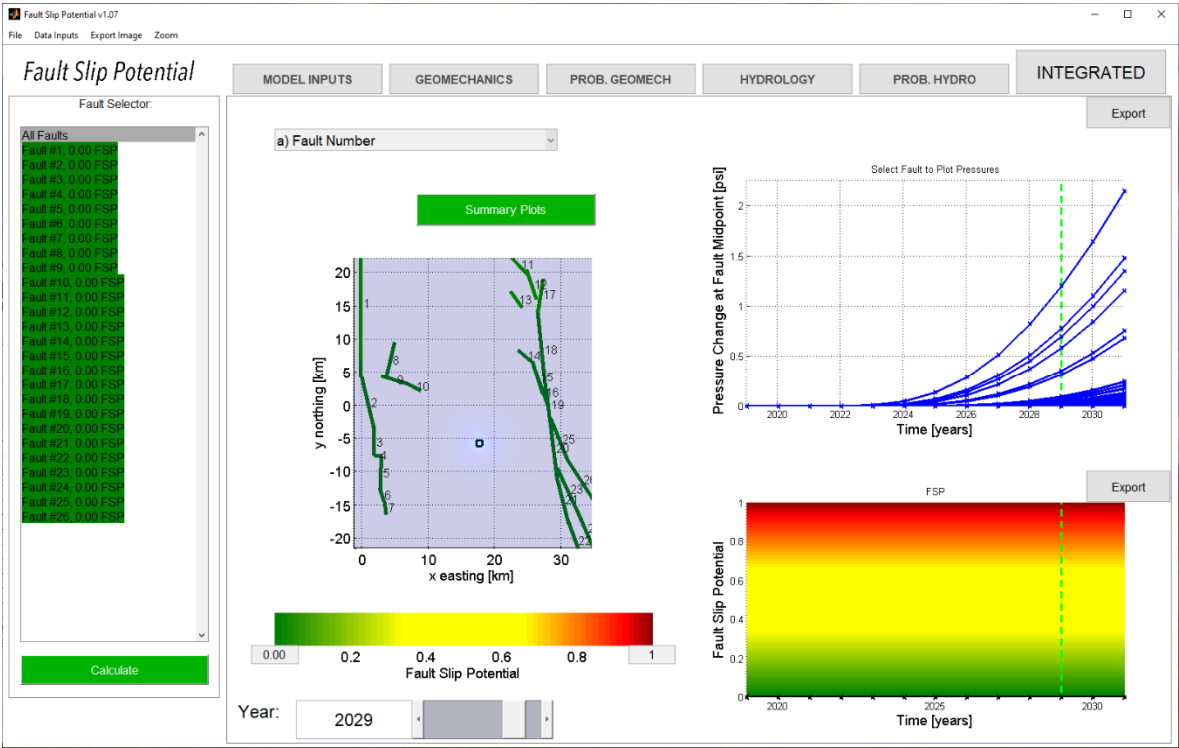 Fault Slip Potential v1.07
File Data Inputs Export Image Zoom
Fault Slip Potential
MODEL INPUTS GEOMECHANICS PROB. GEOMECH HYDROLOGY PROB. HYDRO INTEGRATED
Fault Selector:
All Faults
Fault #1, 0.00 FSP
Fault #2, 0.00 FSP
Fault #3, 0.00 FSP
Fault #4, 0.00 FSP
Fault #5, 0.00 FSP
Fault #6, 0.00 FSP
Fault #7, 0.00 FSP
Fault #8, 0.00 FSP
Fault #9, 0.00 FSP
Fault #10, 0.00 FSP
Fault #11, 0.00 FSP
Fault #12, 0.00 FSP
Fault #13, 0.00 FSP
Fault #14, 0.00 FSP
Fault #15, 0.00 FSP
Fault #16, 0.00 FSP
Fault #17, 0.00 FSP
Fault #18, 0.00 FSP
Fault #19, 0.00 FSP
Fault #20, 0.00 FSP
Fault #21, 0.00 FSP
Fault #22, 0.00 FSP
Fault #23, 0.00 FSP
Fault #24, 0.00 FSP
Fault #25, 0.00 FSP
Fault #26, 0.00 FSP
Calculate
a) Fault Number
Summary Plots
y northing [km]
20
15
10
5
0
-5
-10
-15
-20
1
2
3
4
5
6
7
8
9
10
11
13
17
14
18
16
19
25
20
23
21
22
0 10 20 30
x easting [km]
0.00 0.2 0.4 0.6 0.8 1
Fault Slip Potential
Year: 2029
Export
Select Fault to Plot Pressures
Pressure Change at Fault Midpoint [psi]
2
1.5
1
0.5
0
2020 2022 2024 2026 2028 2030
Time [years]
Export
FSP
Fault Slip Potential
1
0.8
0.6
0.4
0.2
0
2020 2025 2030
Time [years]